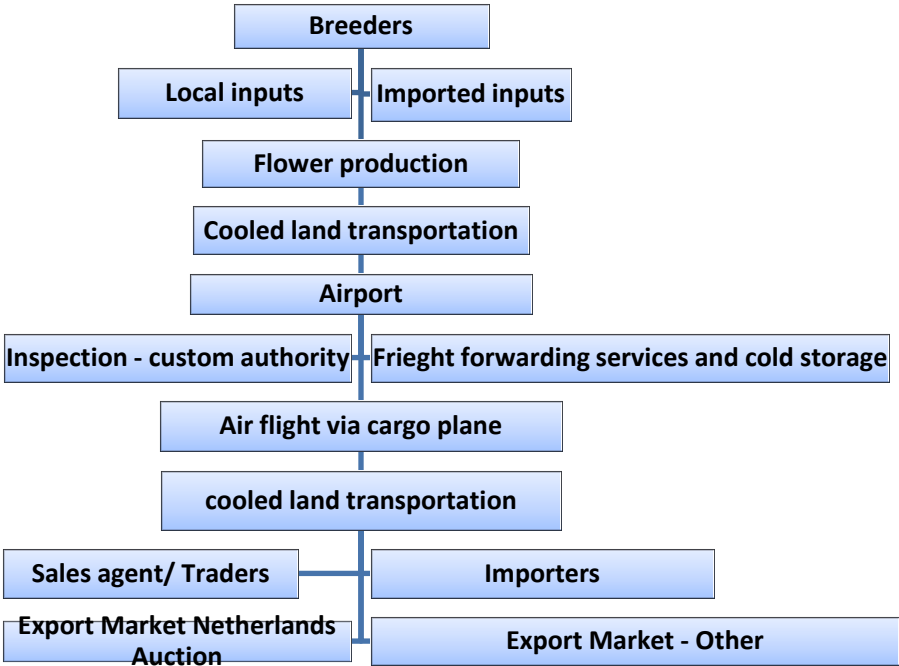 Breeders
Local inputs
Imported inputs
Flower production
Cooled land transportation
Airport
Inspection - custom authority
Frieght forwarding services and cold storage
Air flight via cargo plane
cooled land transportation
Sales agent/ Traders
Importers
Export Market Netherlands
Auction
Export Market - Other